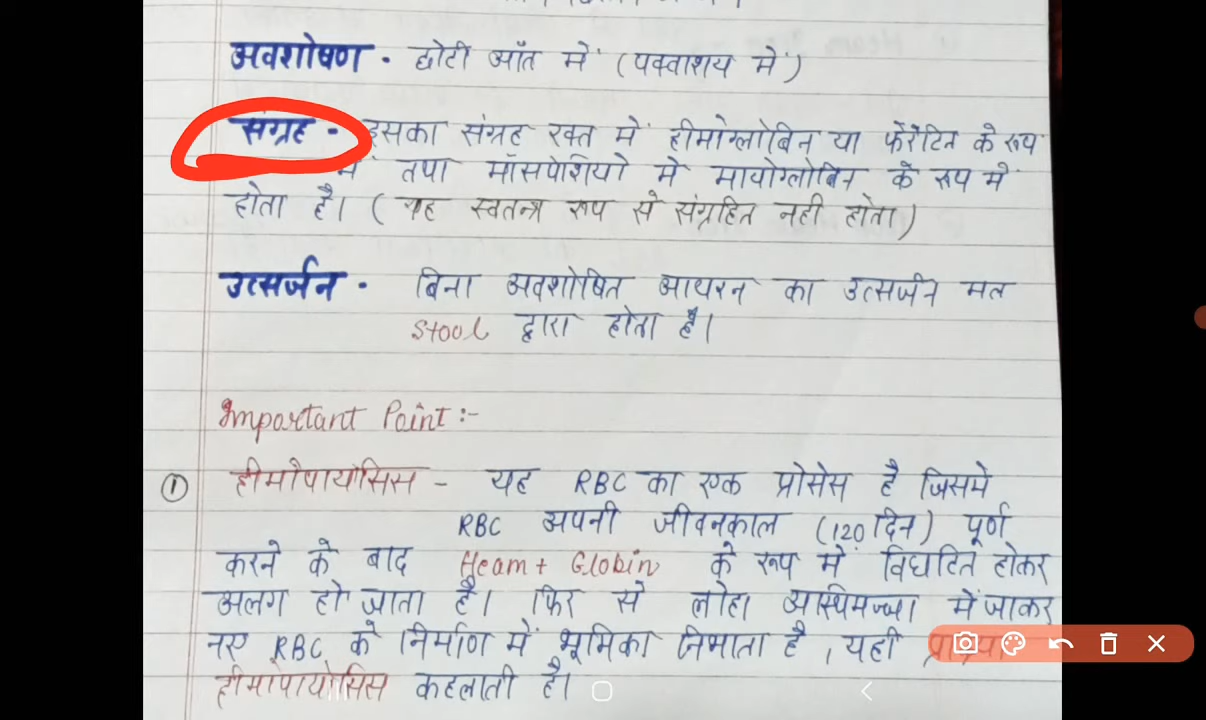 अवशोषण - छोटी आँत में (पक्वाशय में)
संग्रह - इसका संग्रह रक्त में हीमोग्लोबिन या फेरेटिन के रूप
में तथा माँसपेशियो मे मायोग्लोबिन के रूप में
होता है। (यह स्वतन्त्र रूप से संग्रहित नही होता)
उत्सर्जन - बिना अवशोषित आयरन का उत्सर्जन मल
Stool द्वारा होता है।
Important Point :-
① हीमोपायोसिस - यह RBC का एक प्रोसेस है जिसमे
RBC अपनी जीवनकाल (120 दिन) पूर्ण
करने के बाद Heam + Globin के रूप में विघटित होकर
अलग हो जाता है। फिर से लोहा अस्थिमज्जा में जाकर
नए RBC के निर्माण में भूमिका निभाता है, यही
हीमोपायोसिस कहलाती है।